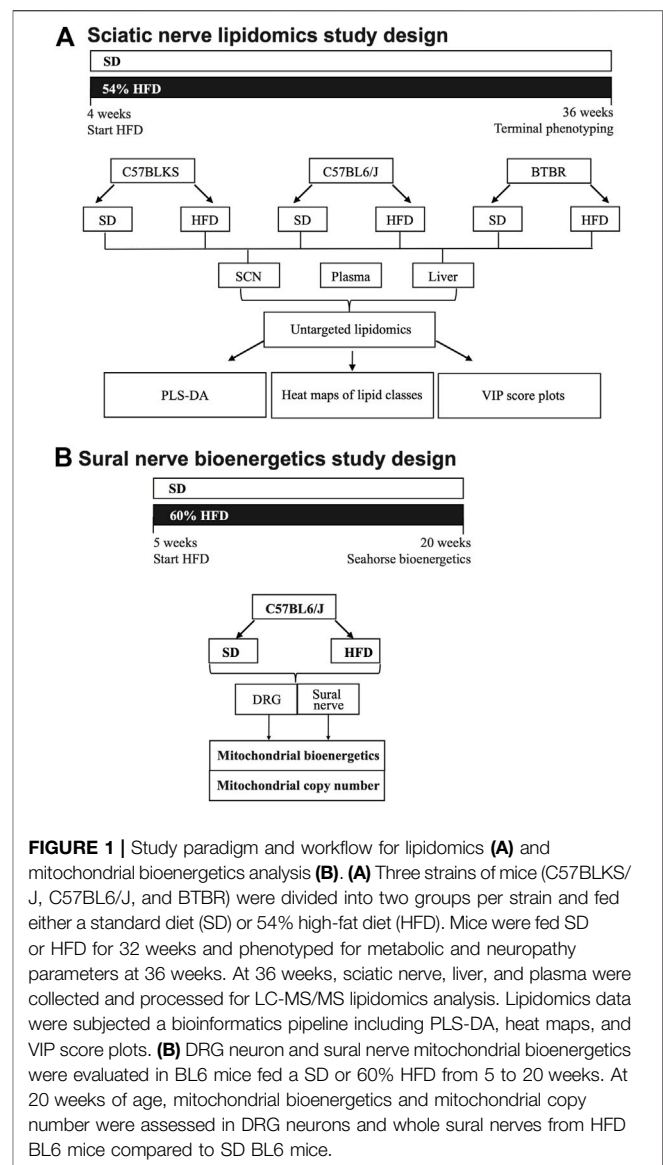 A Sciatic nerve lipidomics study design
SD
54% HFD
4 weeks
36 weeks
Start HFD
Terminal phenotyping
C57BLKS
C57BL6/J
BTBR
SD
HFD
SD
HFD
SD
HFD
SCN
Plasma
Liver
Untargeted lipidomics
PLS-DA
Heat maps of lipid classes
VIP score plots
B Sural nerve bioenergetics study design
SD
60% HFD
5 weeks
20 weeks
Start HFD
Seahorse bioenergetics
C57BL6/J
SD
HFD
DRG
Sural
nerve
Mitochondrial bioenergetics
Mitochondrial copy number
FIGURE 1 | Study paradigm and workflow for lipidomics (A) and
mitochondrial bioenergetics analysis (B). (A) Three strains of mice (C57BLKS/
J, C57BL6/J, and BTBR) were divided into two groups per strain and fed
either a standard diet (SD) or 54% high-fat diet (HFD). Mice were fed SD
or HFD for 32 weeks and phenotyped for metabolic and neuropathy
parameters at 36 weeks. At 36 weeks, sciatic nerve, liver, and plasma were
collected and processed for LC-MS/MS lipidomics analysis. Lipidomics data
were subjected a bioinformatics pipeline including PLS-DA, heat maps, and
VIP score plots. (B) DRG neuron and sural nerve mitochondrial bioenergetics
were evaluated in BL6 mice fed a SD or 60% HFD from 5 to 20 weeks. At
20 weeks of age, mitochondrial bioenergetics and mitochondrial copy
number were assessed in DRG neurons and whole sural nerves from HFD
BL6 mice compared to SD BL6 mice.